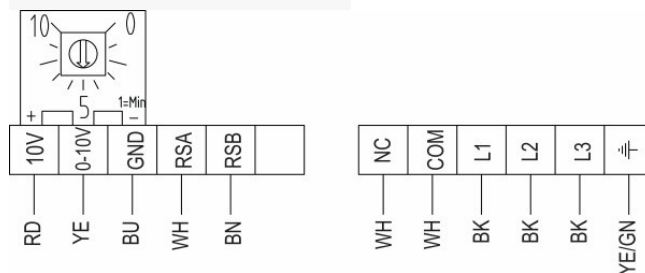 10 0
5 1=Min
+ -
10V 0-10V GND RSA RSB
RD YE BU WH BN
NC COM L1 L2 L3
WH WH BK BK BK YE/GN